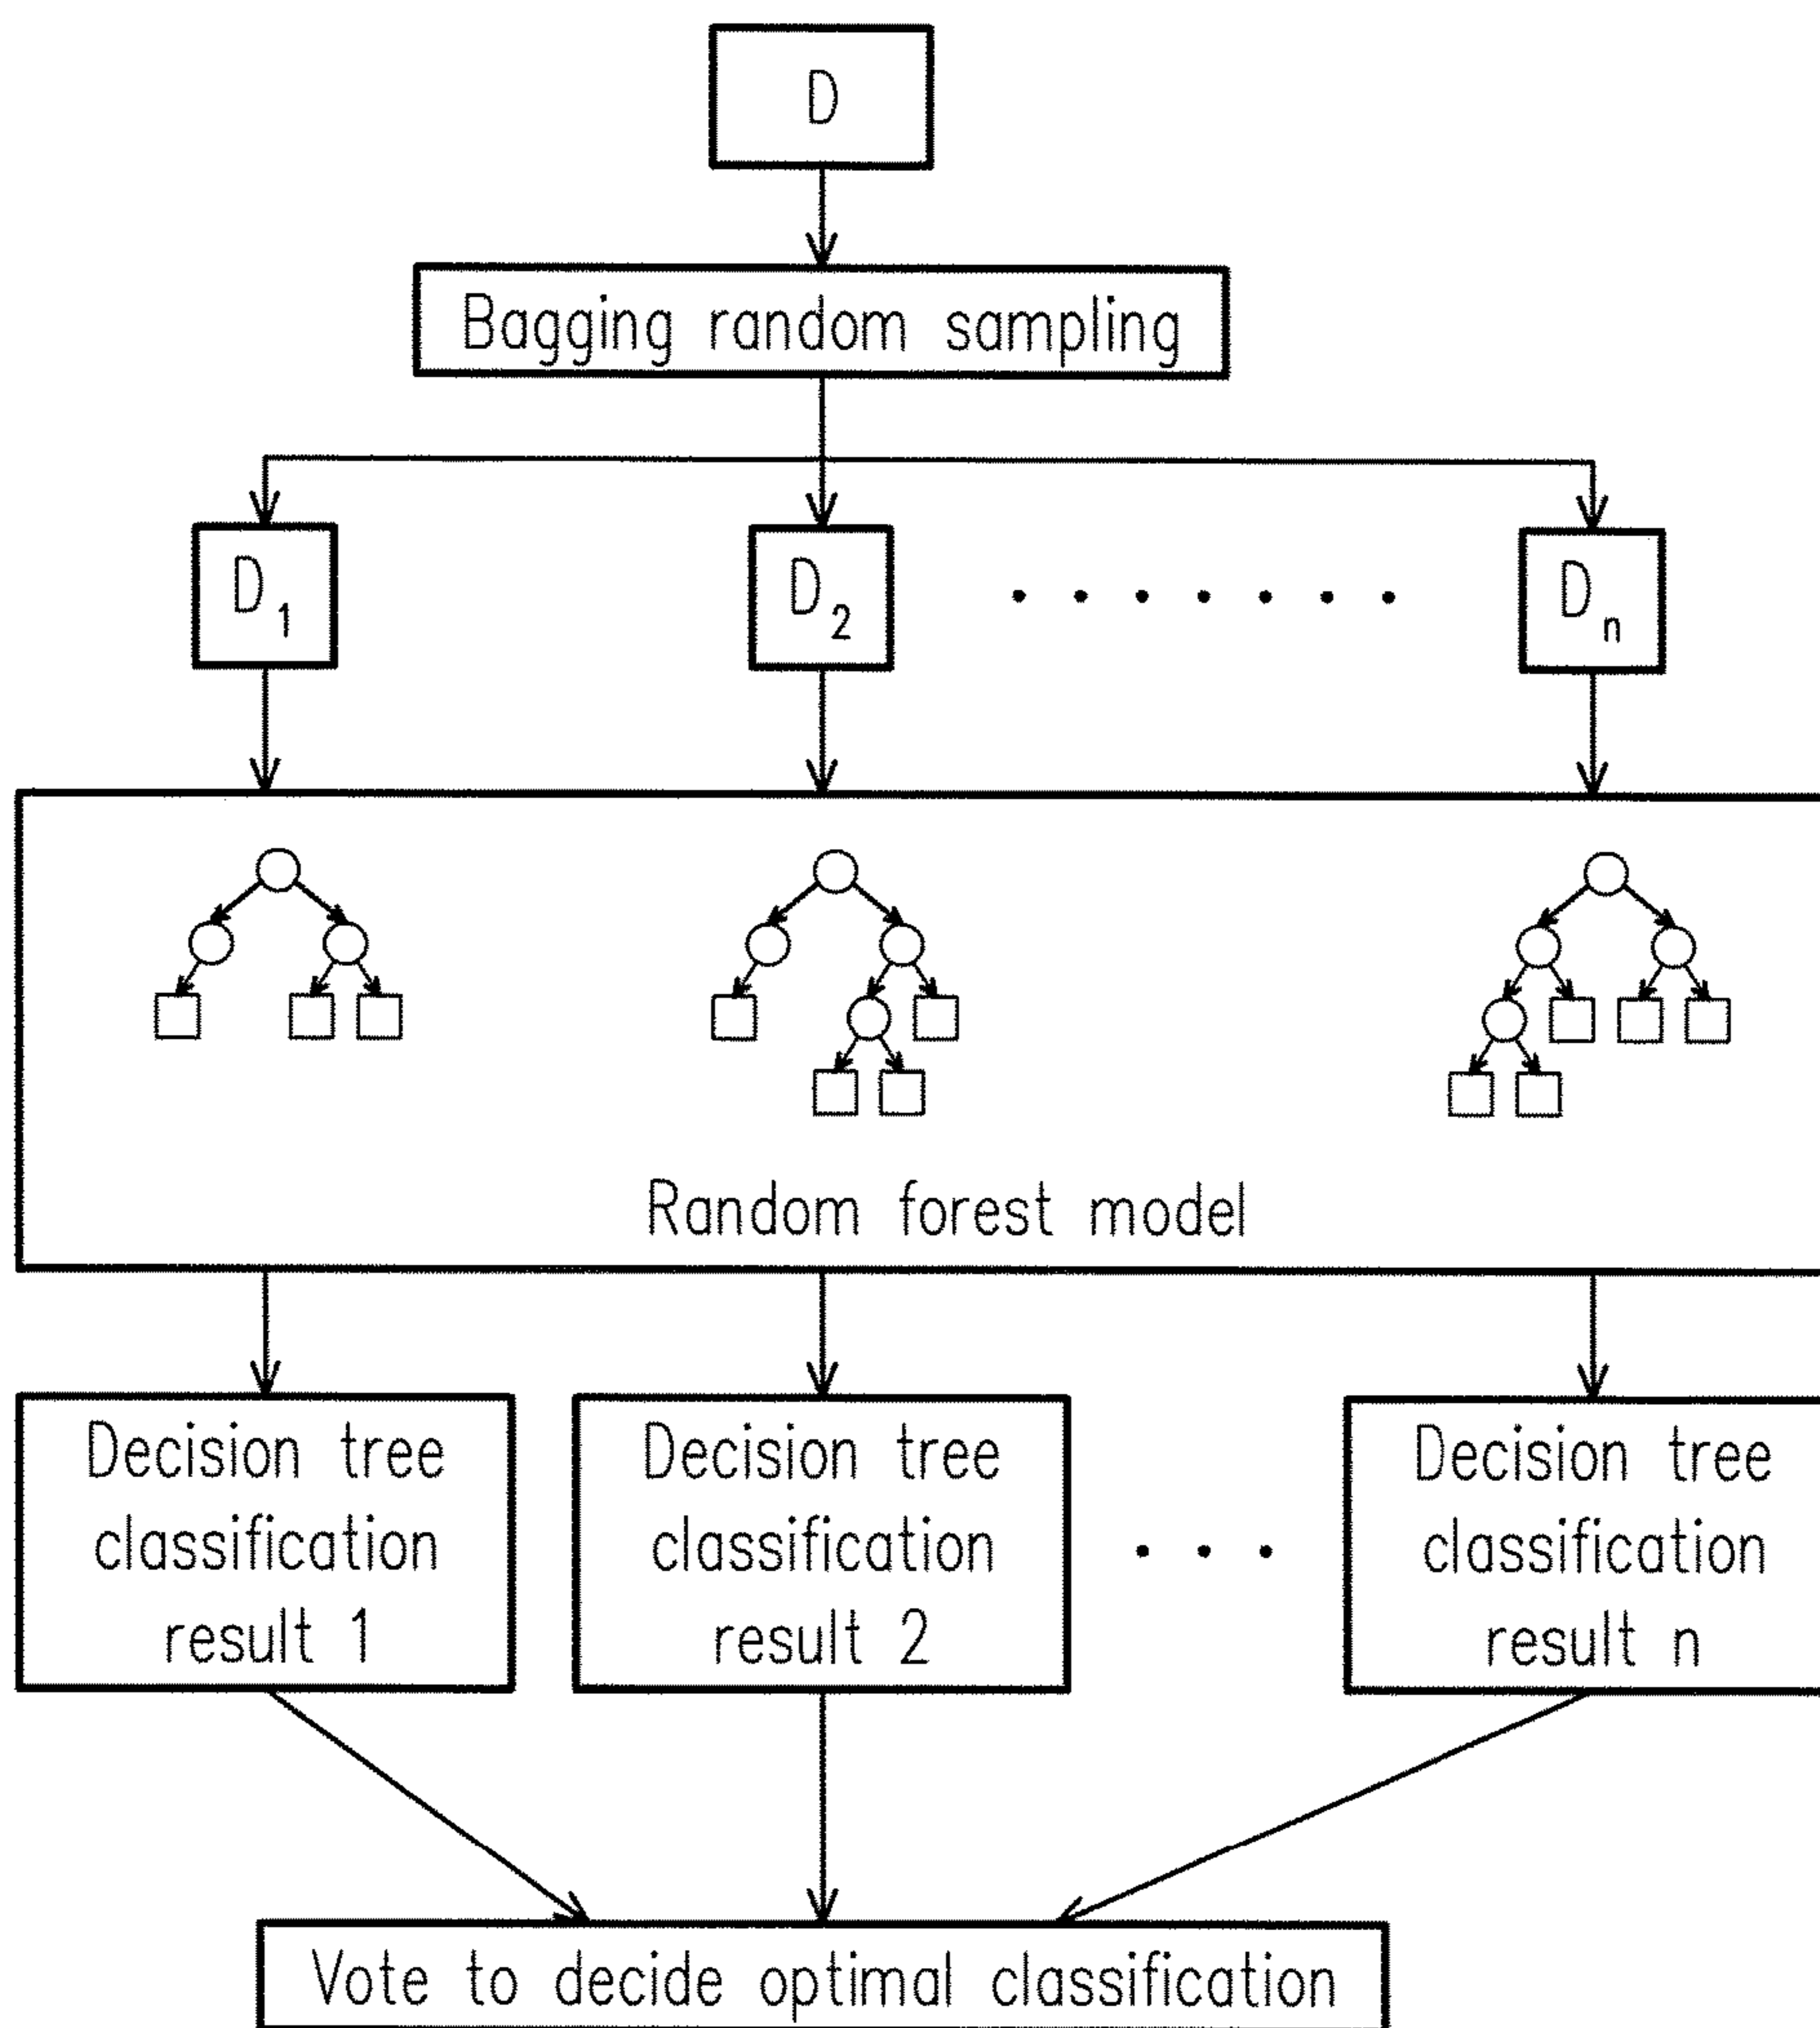 D
Bagging random sampling
D₁
D₂
Dₙ
Random forest model
Decision tree
classification
result 1
Decision tree
classification
result 2
Decision tree
classification
result n
Vote to decide optimal classification